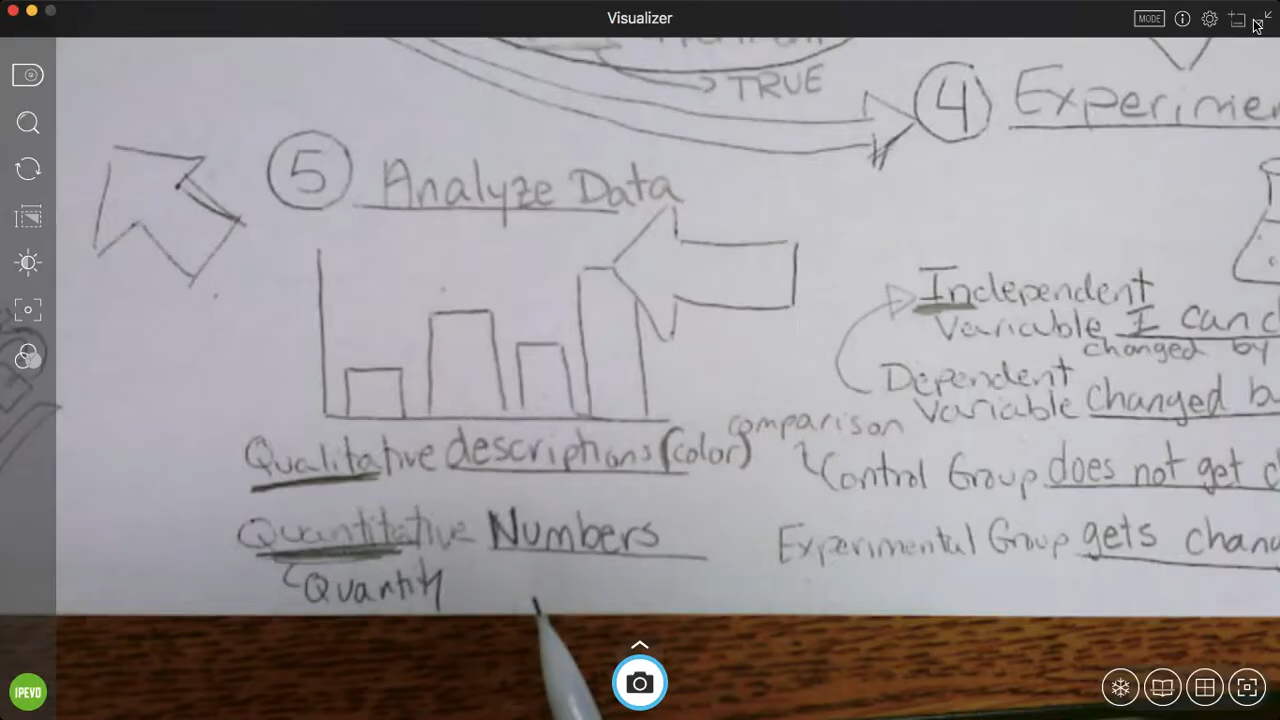 Visualizer
MODE
TRUE
4 Experime
5 Analyze Data
Independent
Variable I can c
changed by
Dependent
Variable changed b
comparison
Control Group does not get c
Experimental Group gets chan
Qualitative descriptions (color)
Quantitative Numbers
Quantity
IPEVO